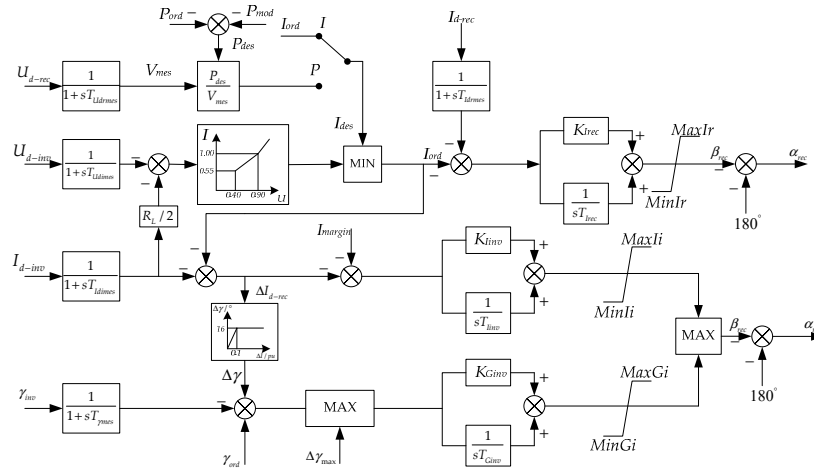 P_ord − − P_mod
P_des
I_ord I
I_d−rec
U_d−rec
1 / 1+sT_Udrmes
V_mes
P_des / V_mes
P
1 / 1+sT_Idrmes
I_des
U_d−inv
1 / 1+sT_Udimes
− −
I
1.00
0.55
0.40 0.90 U
MIN
I_ord
− −
K_Irec
+
1 / sT_Irec
+
MaxIr
MinIr
β_rec
− −
α_rec
180°
R_L / 2
I_d−inv
1 / 1+sT_Idimes
− −
I_margin
− −
K_Iinv
+
1 / sT_Iinv
+
MaxIi
MinIi
ΔI_d−rec
Δγ/°
16
0.1 ΔI/pu
Δγ
MAX
β_rec
− −
180°
γ_inv
1 / 1+sT_γmes
−
γ_ord
MAX
Δγ_max
K_Ginv
+
1 / sT_Ginv
+
MaxGi
MinGi